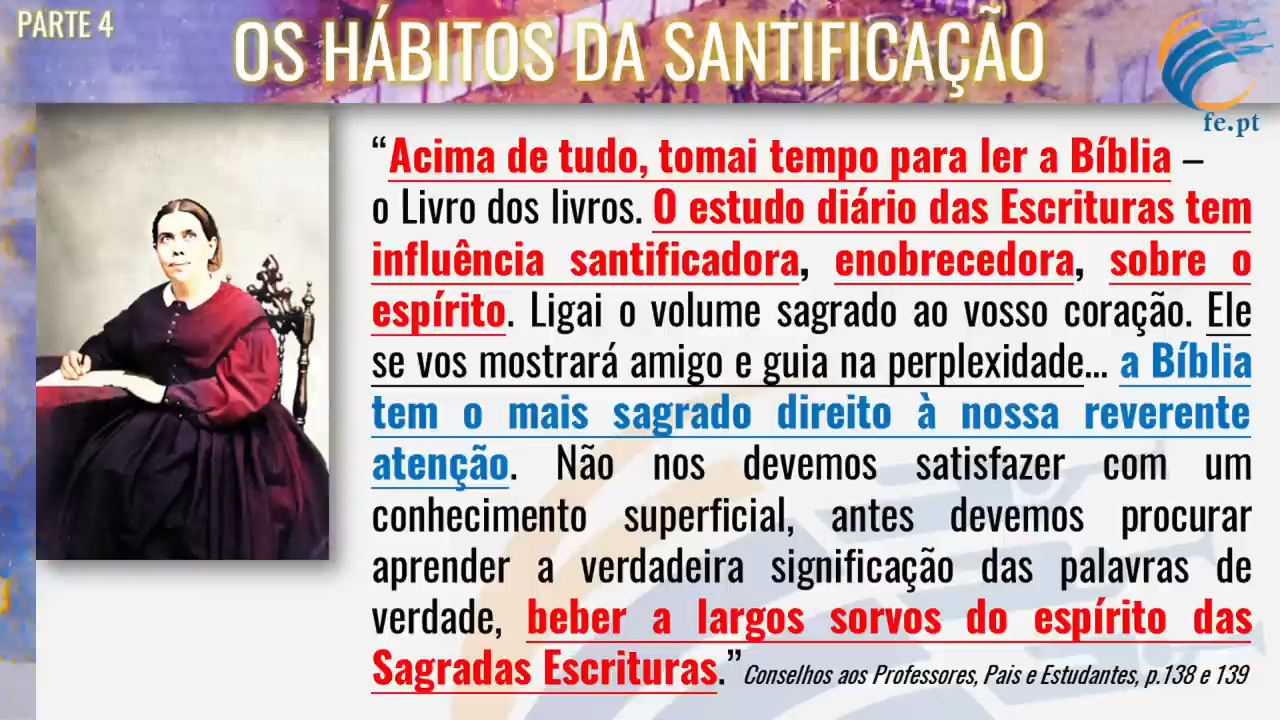 PARTE 4
OS HÁBITOS DA SANTIFICAÇÃO
fe.pt
“Acima de tudo, tomai tempo para ler a Bíblia –
o Livro dos livros. O estudo diário das Escrituras tem
influência santificadora, enobrecedora, sobre o
espírito. Ligai o volume sagrado ao vosso coração. Ele
se vos mostrará amigo e guia na perplexidade... a Bíblia
tem o mais sagrado direito à nossa reverente
atenção. Não nos devemos satisfazer com um
conhecimento superficial, antes devemos procurar
aprender a verdadeira significação das palavras de
verdade, beber a largos sorvos do espírito das
Sagradas Escrituras.” Conselhos aos Professores, Pais e Estudantes, p.138 e 139